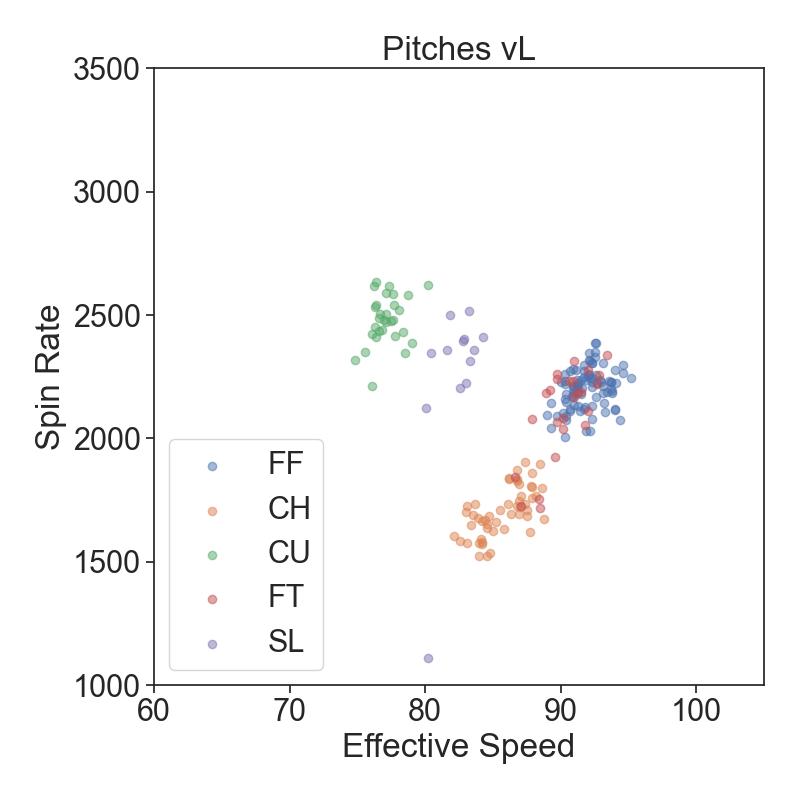 Pitches vL
3500
3000
2500
2000
1500
1000
Spin Rate
FF
CH
CU
FT
SL
60 70 80 90 100
Effective Speed